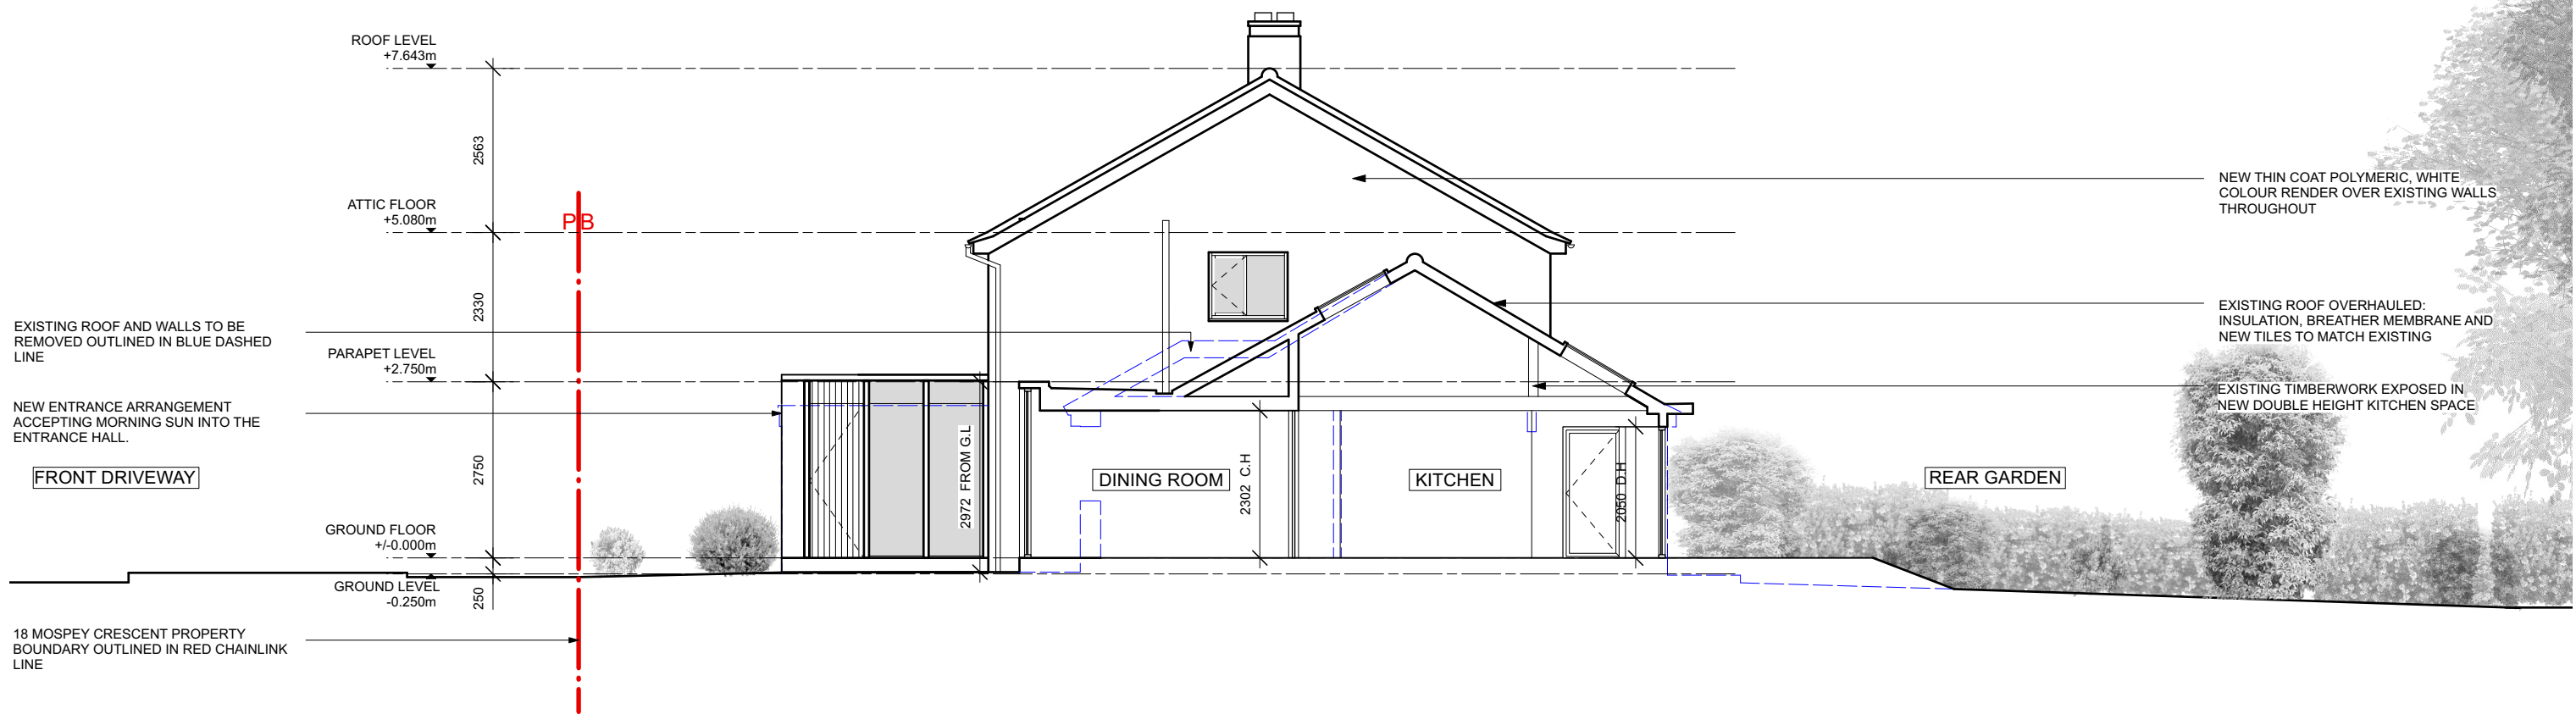 ROOF LEVEL
+7.643m
2563
ATTIC FLOOR
+5.080m
PB
2330
PARAPET LEVEL
+2.750m
2750
GROUND FLOOR
+/-0.000m
GROUND LEVEL
-0.250m
250
EXISTING ROOF AND WALLS TO BE
REMOVED OUTLINED IN BLUE DASHED
LINE
NEW ENTRANCE ARRANGEMENT
ACCEPTING MORNING SUN INTO THE
ENTRANCE HALL.
FRONT DRIVEWAY
18 MOSPEY CRESCENT PROPERTY
BOUNDARY OUTLINED IN RED CHAINLINK
LINE
2972 FROM G.L
DINING ROOM
2302 C.H
KITCHEN
2050 D.H
REAR GARDEN
NEW THIN COAT POLYMERIC, WHITE
COLOUR RENDER OVER EXISTING WALLS
THROUGHOUT
EXISTING ROOF OVERHAULED:
INSULATION, BREATHER MEMBRANE AND
NEW TILES TO MATCH EXISTING
EXISTING TIMBERWORK EXPOSED IN
NEW DOUBLE HEIGHT KITCHEN SPACE